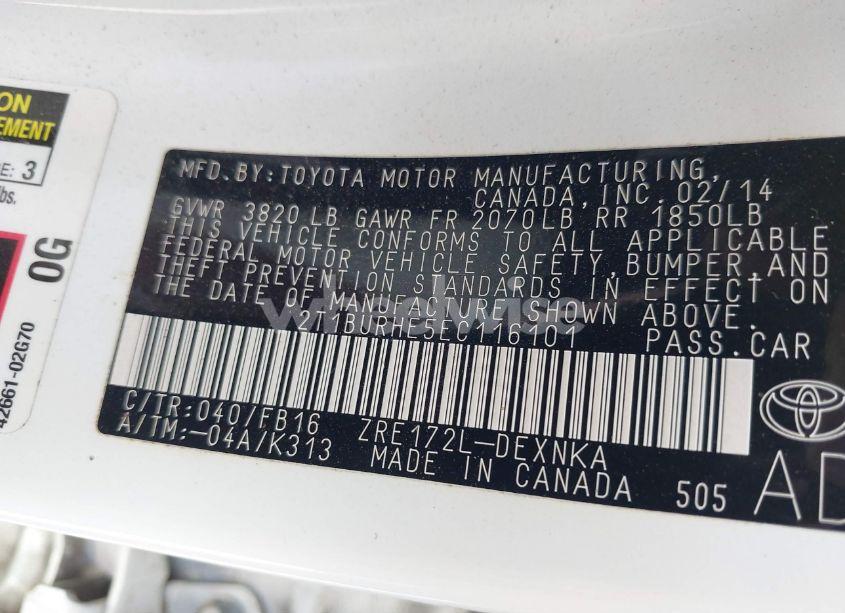 ON
EMENT
E: 3
lbs.
0G
42661-02G70
MFD. BY: TOYOTA MOTOR MANUFACTURING,
CANADA, INC. 02/14
GVWR 3820 LB GAWR FR 2070LB RR 1850LB
THIS VEHICLE CONFORMS TO ALL APPLICABLE
FEDERAL MOTOR VEHICLE SAFETY, BUMPER, AND
THEFT PREVENTION STANDARDS IN EFFECT ON
THE DATE OF MANUFACTURE SHOWN ABOVE.
2T1BURHE5EC116101 PASS. CAR
wheelwise
C/TR: 040/FB16 ZRE172L-DEXNKA
A/TM: -04A/K313 MADE IN CANADA 505 AD